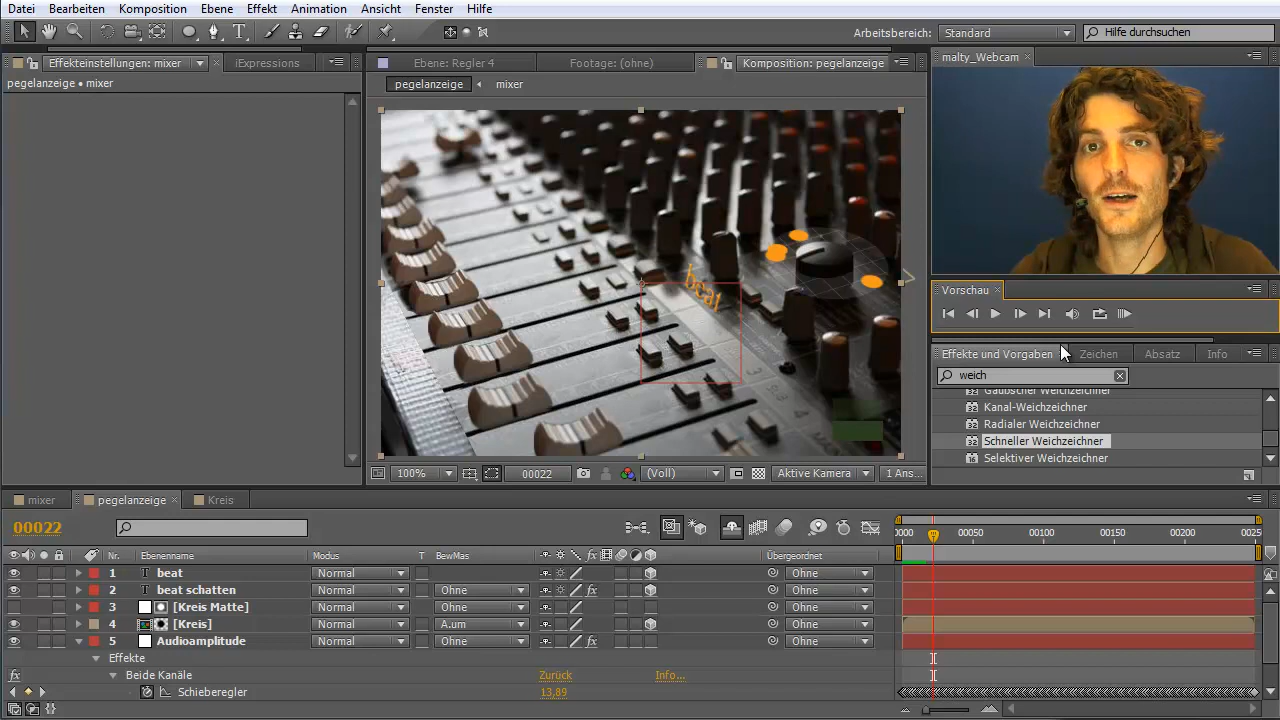 Datei Bearbeiten Komposition Ebene Effekt Animation Ansicht Fenster Hilfe
Arbeitsbereich: Standard Hilfe durchsuchen
Effekteinstellungen: mixer iExpressions Ebene: Regler 4 Footage: (ohne) Komposition: pegelanzeige malty_Webcam
pegelanzeige • mixer pegelanzeige mixer
beat
Vorschau
Effekte und Vorgaben Zeichen Absatz Info
weich
Gaußscher Weichzeichner
Kanal-Weichzeichner
Radialer Weichzeichner
Schneller Weichzeichner
Selektiver Weichzeichner
100% 00022 (Voll) Aktive Kamera 1 Ans...
mixer pegelanzeige Kreis
00022 0000 00050 00100 00150 00200 0025
Nr. Ebenenname Modus T BewMas Übergeordnet
1 T beat Normal Ohne
2 T beat schatten Normal Ohne Ohne
3 [Kreis Matte] Normal Ohne Ohne
4 [Kreis] Normal A.um Ohne
5 Audioamplitude Normal Ohne Ohne
Effekte
fx Beide Kanäle Zurück Info...
Schieberegler 13,89